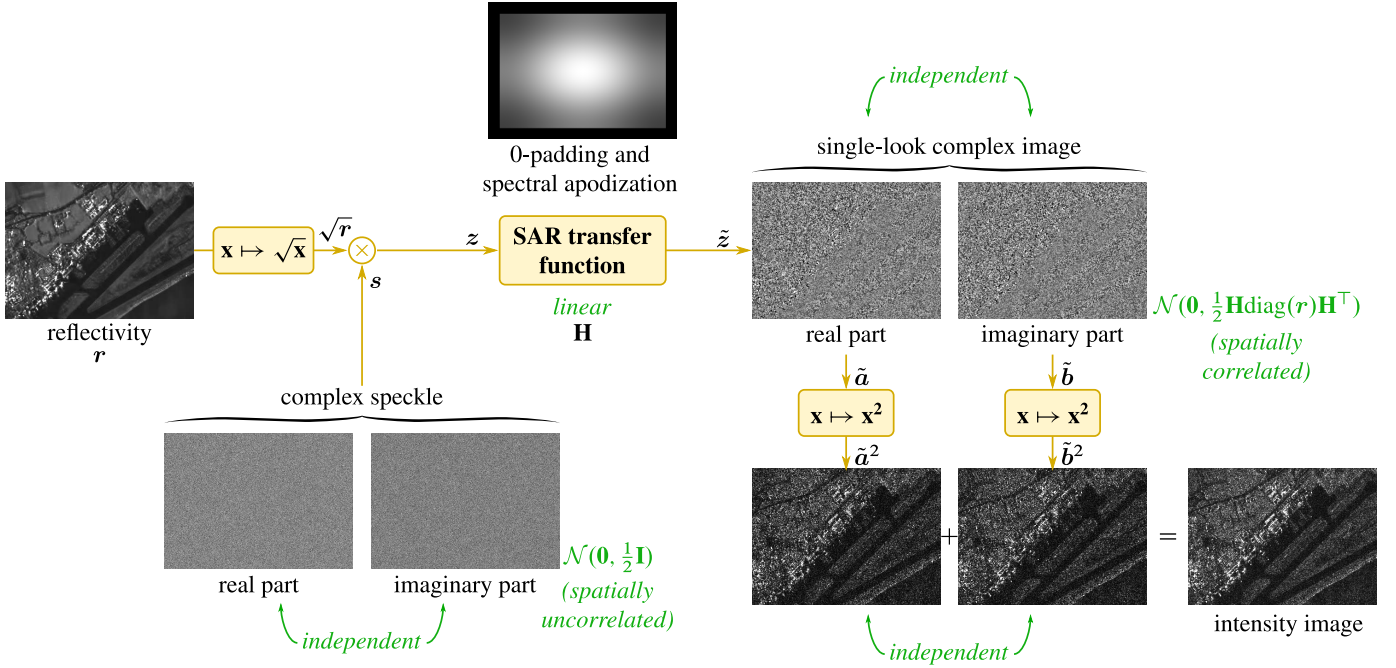 independent
0-padding and
spectral apodization
single-look complex image
x ↦ √x
√r
z
SAR transfer
function
z̃
s
linear
H
reflectivity
r
real part
imaginary part
𝒩(0, ½Hdiag(r)H⊤)
(spatially
correlated)
ã
b̃
complex speckle
x ↦ x²
x ↦ x²
ã²
b̃²
+
=
𝒩(0, ½I)
(spatially
uncorrelated)
real part
imaginary part
independent
independent
intensity image